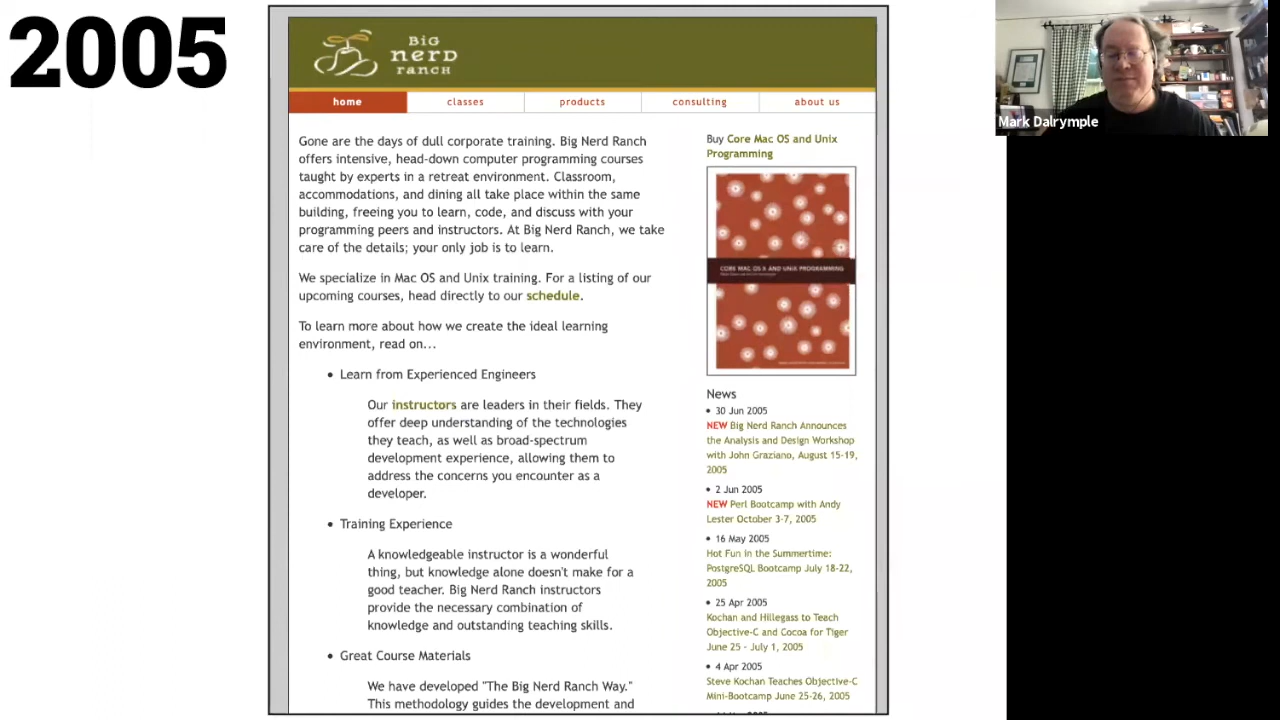 2005
BiG
nerd
ranch
home
classes
products
consulting
about us
Gone are the days of dull corporate training. Big Nerd Ranch
offers intensive, head-down computer programming courses
taught by experts in a retreat environment. Classroom,
accommodations, and dining all take place within the same
building, freeing you to learn, code, and discuss with your
programming peers and instructors. At Big Nerd Ranch, we take
care of the details; your only job is to learn.
We specialize in Mac OS and Unix training. For a listing of our
upcoming courses, head directly to our schedule.
To learn more about how we create the ideal learning
environment, read on...
• Learn from Experienced Engineers
Our instructors are leaders in their fields. They
offer deep understanding of the technologies
they teach, as well as broad-spectrum
development experience, allowing them to
address the concerns you encounter as a
developer.
• Training Experience
A knowledgeable instructor is a wonderful
thing, but knowledge alone doesn't make for a
good teacher. Big Nerd Ranch instructors
provide the necessary combination of
knowledge and outstanding teaching skills.
• Great Course Materials
We have developed "The Big Nerd Ranch Way."
This methodology guides the development and
Buy Core Mac OS and Unix
Programming
CORE MAC OS X AND UNIX PROGRAMMING
News
• 30 Jun 2005
NEW Big Nerd Ranch Announces
the Analysis and Design Workshop
with John Graziano, August 15-19,
2005
• 2 Jun 2005
NEW Perl Bootcamp with Andy
Lester October 3-7, 2005
• 16 May 2005
Hot Fun in the Summertime:
PostgreSQL Bootcamp July 18-22,
2005
• 25 Apr 2005
Kochan and Hillegass to Teach
Objective-C and Cocoa for Tiger
June 25 - July 1, 2005
• 4 Apr 2005
Steve Kochan Teaches Objective-C
Mini-Bootcamp June 25-26, 2005
Mark Dalrymple